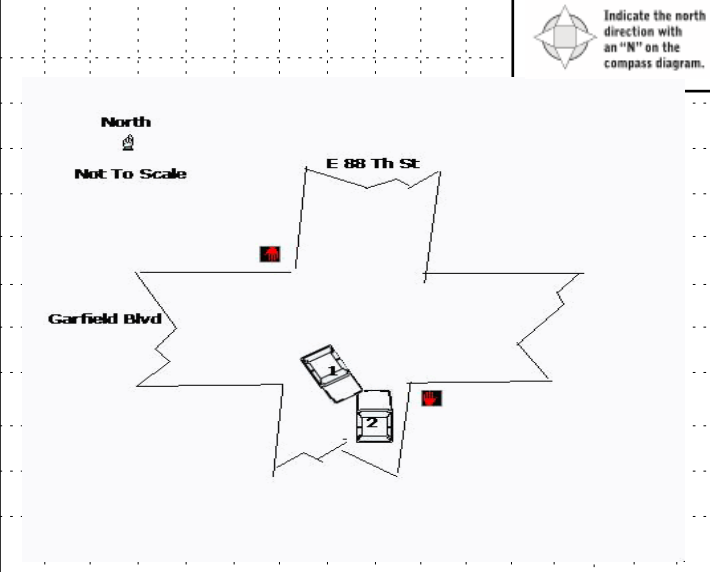 Indicate the north
direction with
an "N" on the
compass diagram.
North
Not To Scale
E 88 Th St
Garfield Blvd
1
2